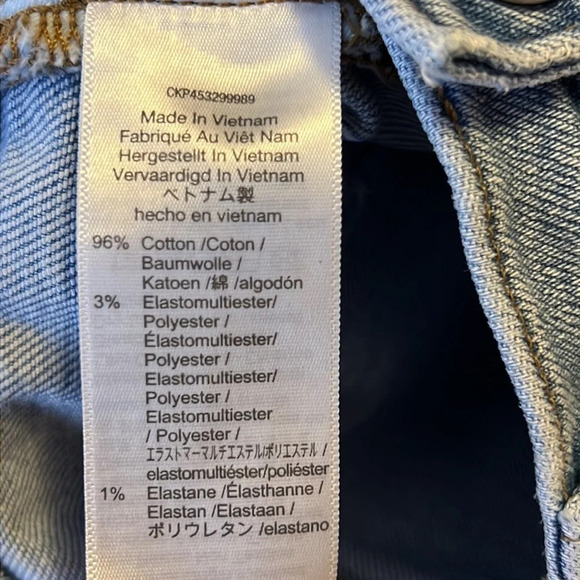 CKP453299989
Made In Vietnam
Fabriqué Au Viêt Nam
Hergestellt In Vietnam
Vervaardigd In Vietnam
ベトナム製
hecho en vietnam
96% Cotton /Coton /
Baumwolle /
Katoen /綿 /algodón
3% Elastomultiester/
Polyester /
Élastomultiester/
Polyester /
Elastomultiester/
Polyester /
Elastomultiester
/ Polyester /
エラストマーマルチエステル/ポリエステル /
elastomultiéster/poliéster
1% Elastane /Élasthanne /
Elastan /Elastaan /
ポリウレタン /elastano